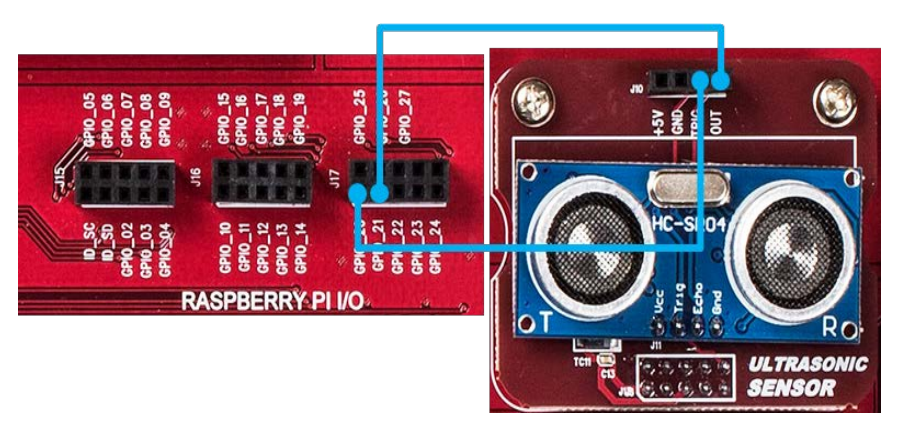 GPIO_05
GPIO_06
GPIO_07
GPIO_08
GPIO_09
J15
ID_SC
ID_SD
GPIO_02
GPIO_03
GPIO_04
GPIO_15
GPIO_16
GPIO_17
GPIO_18
GPIO_19
J16
GPIO_10
GPIO_11
GPIO_12
GPIO_13
GPIO_14
GPIO_25
GPIO_27
J17
GPIO_21
GPIO_22
GPIO_23
GPIO_24
RASPBERRY PI I/O
J10
+5V
GND
TRIG
OUT
HC-SR04
Vcc
Trig
Echo
Gnd
T
R
J11
TC11
C13
ULTRASONIC
SENSOR